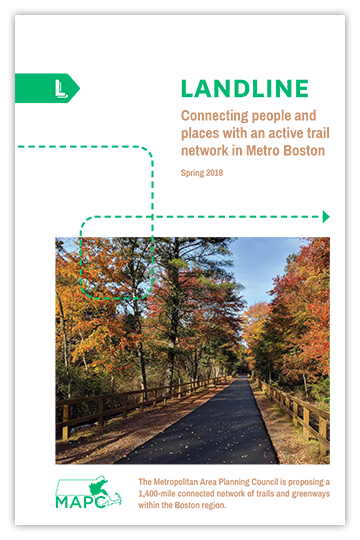 L
LANDLINE
Connecting people and
places with an active trail
network in Metro Boston
Spring 2018
MAPC
The Metropolitan Area Planning Council is proposing a
1,400-mile connected network of trails and greenways
within the Boston region.